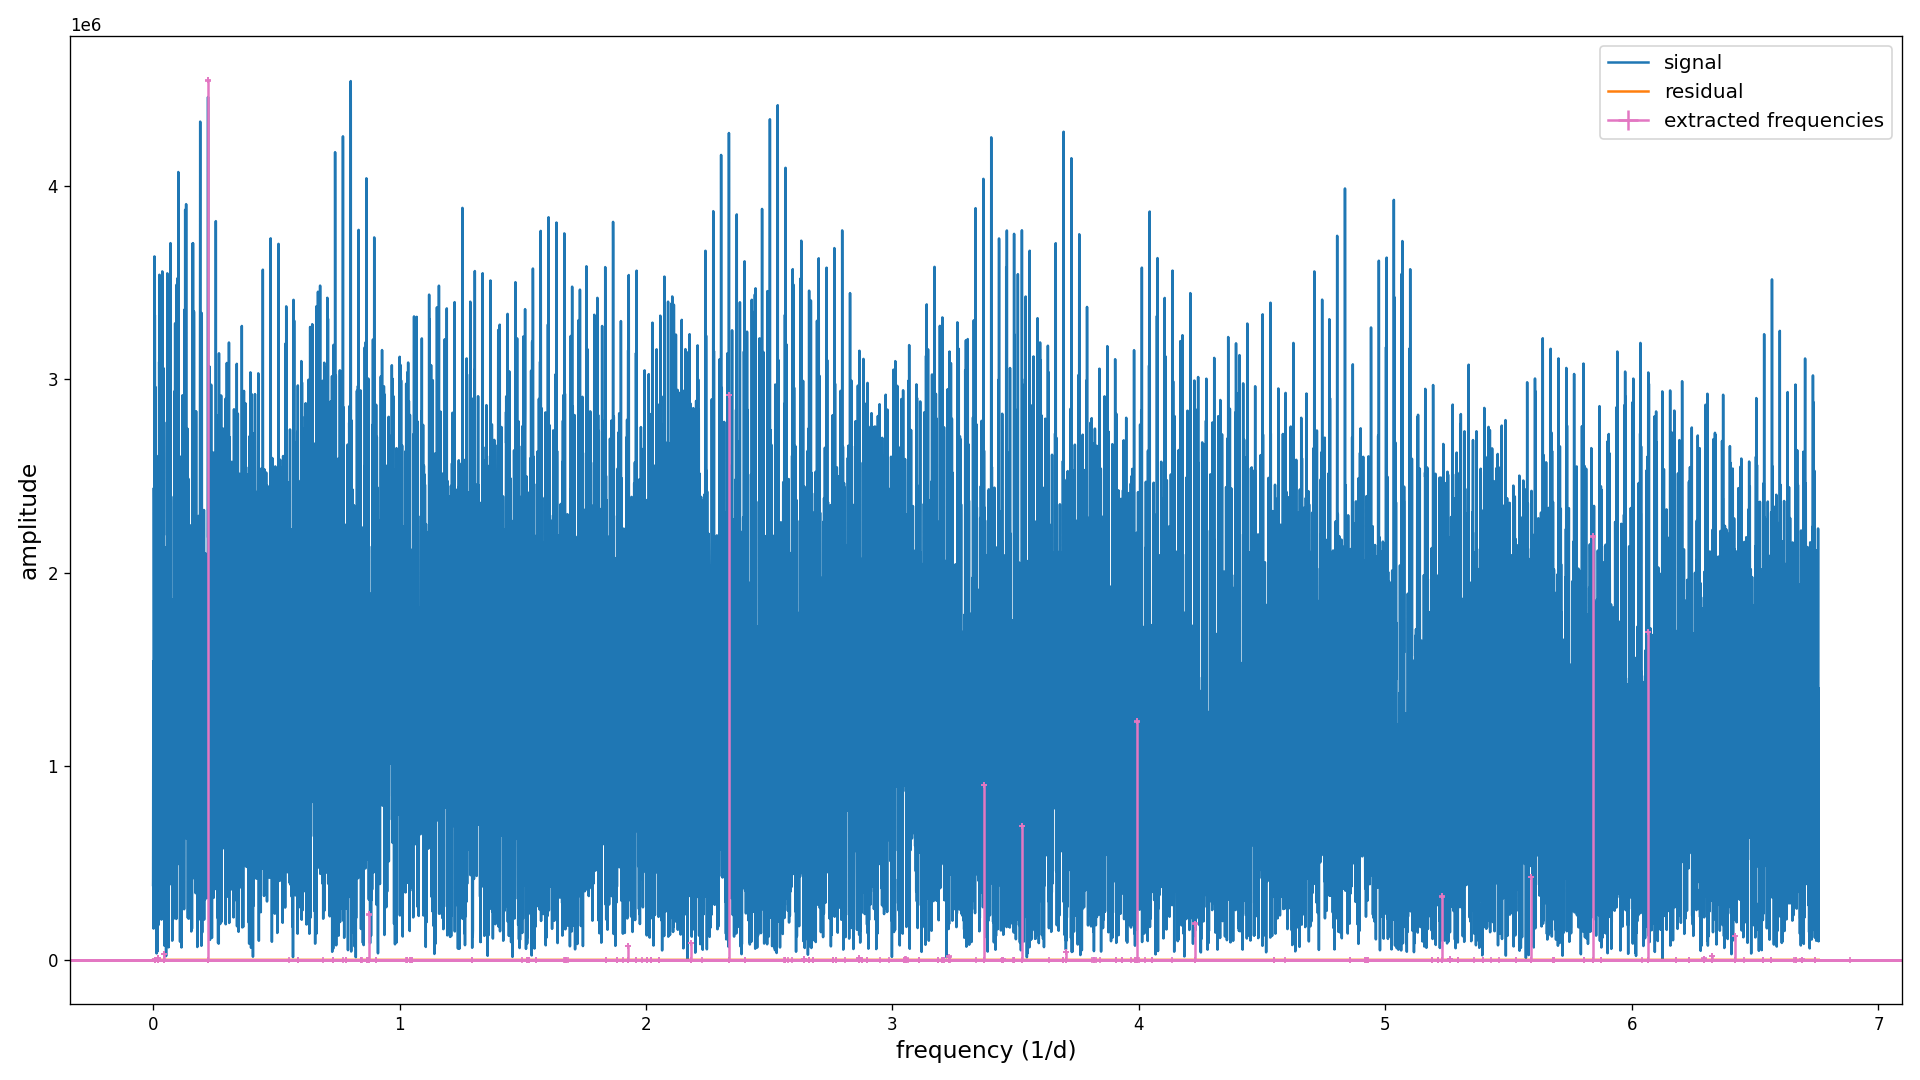 1e6
signal
residual
extracted frequencies
4
3
2
1
0
amplitude
0 1 2 3 4 5 6 7
frequency (1/d)